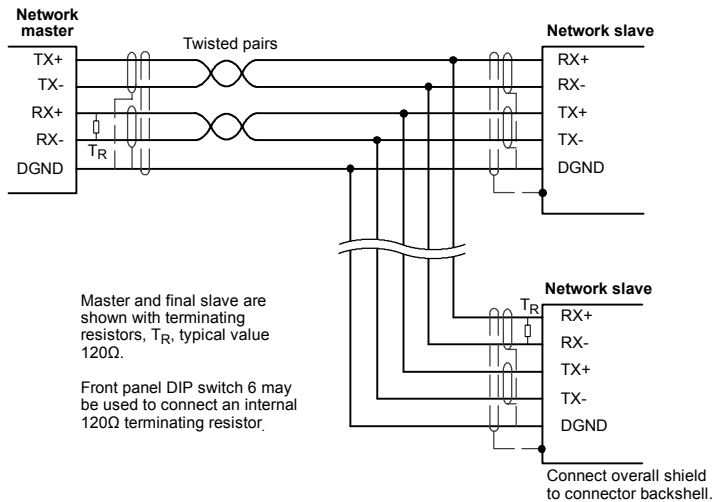 Network
master
TX+
TX-
RX+
RX-
TR
DGND
Twisted pairs
Network slave
RX+
RX-
TX+
TX-
DGND
Master and final slave are
shown with terminating
resistors, TR, typical value
120Ω.
Front panel DIP switch 6 may
be used to connect an internal
120Ω terminating resistor.
Network slave
TR
RX+
RX-
TX+
TX-
DGND
Connect overall shield
to connector backshell.